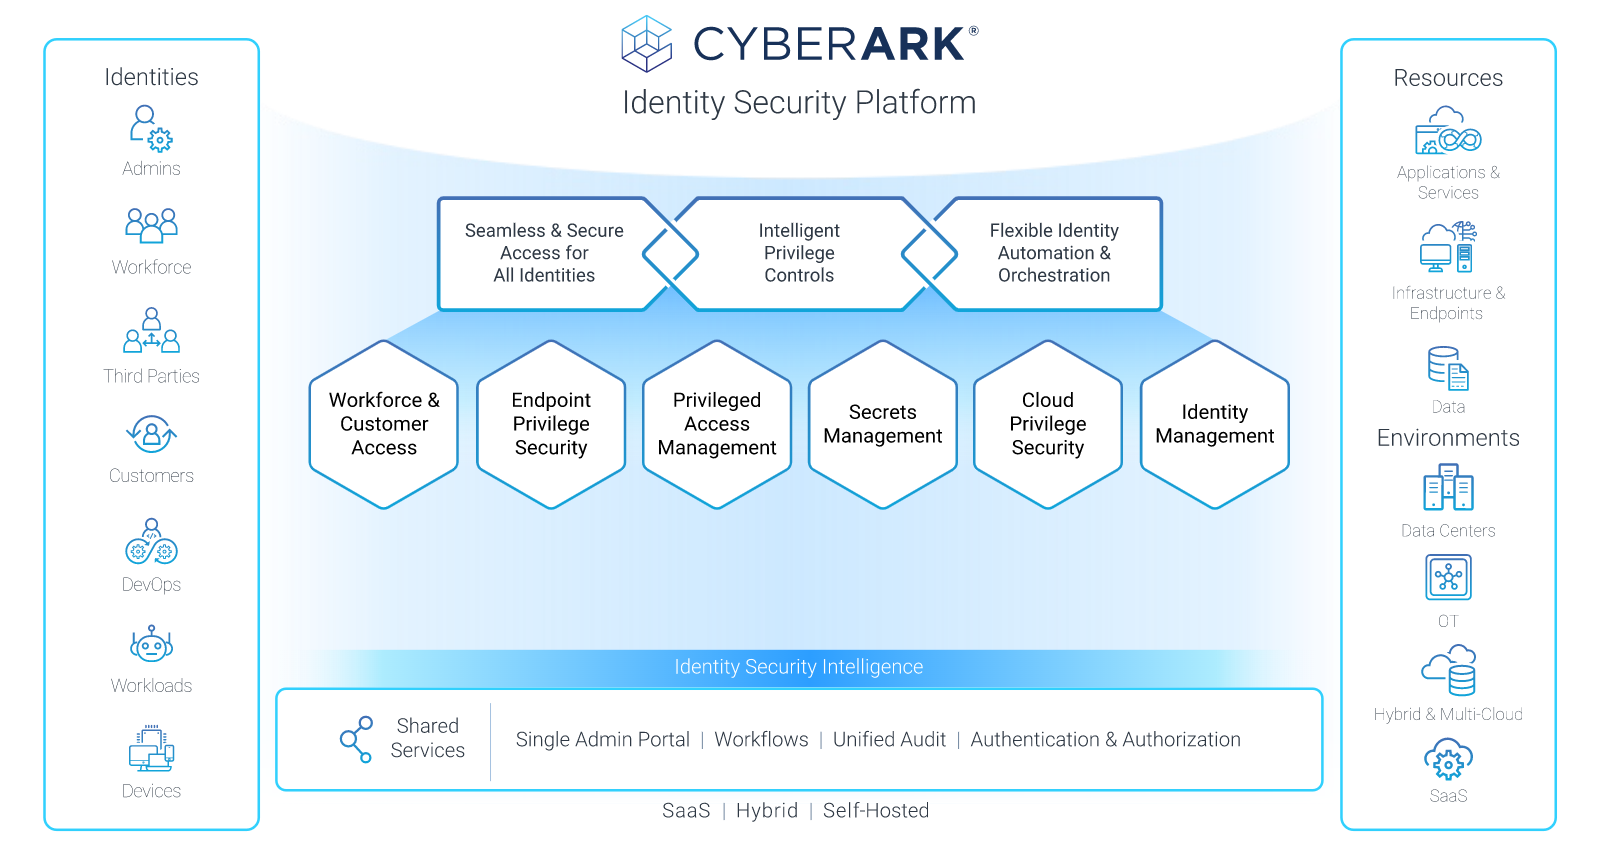 CYBERARK®
Identity Security Platform
Identities
Admins
Workforce
Third Parties
Customers
DevOps
Workloads
Devices
Seamless & Secure
Access for
All Identities
Intelligent
Privilege
Controls
Flexible Identity
Automation &
Orchestration
Workforce &
Customer
Access
Endpoint
Privilege
Security
Privileged
Access
Management
Secrets
Management
Cloud
Privilege
Security
Identity
Management
Identity Security Intelligence
Shared
Services
Single Admin Portal | Workflows | Unified Audit | Authentication & Authorization
SaaS | Hybrid | Self-Hosted
Resources
Applications &
Services
Infrastructure &
Endpoints
Data
Environments
Data Centers
OT
Hybrid & Multi-Cloud
SaaS